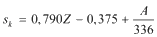 s_k = 0,790Z – 0,375 + A/336